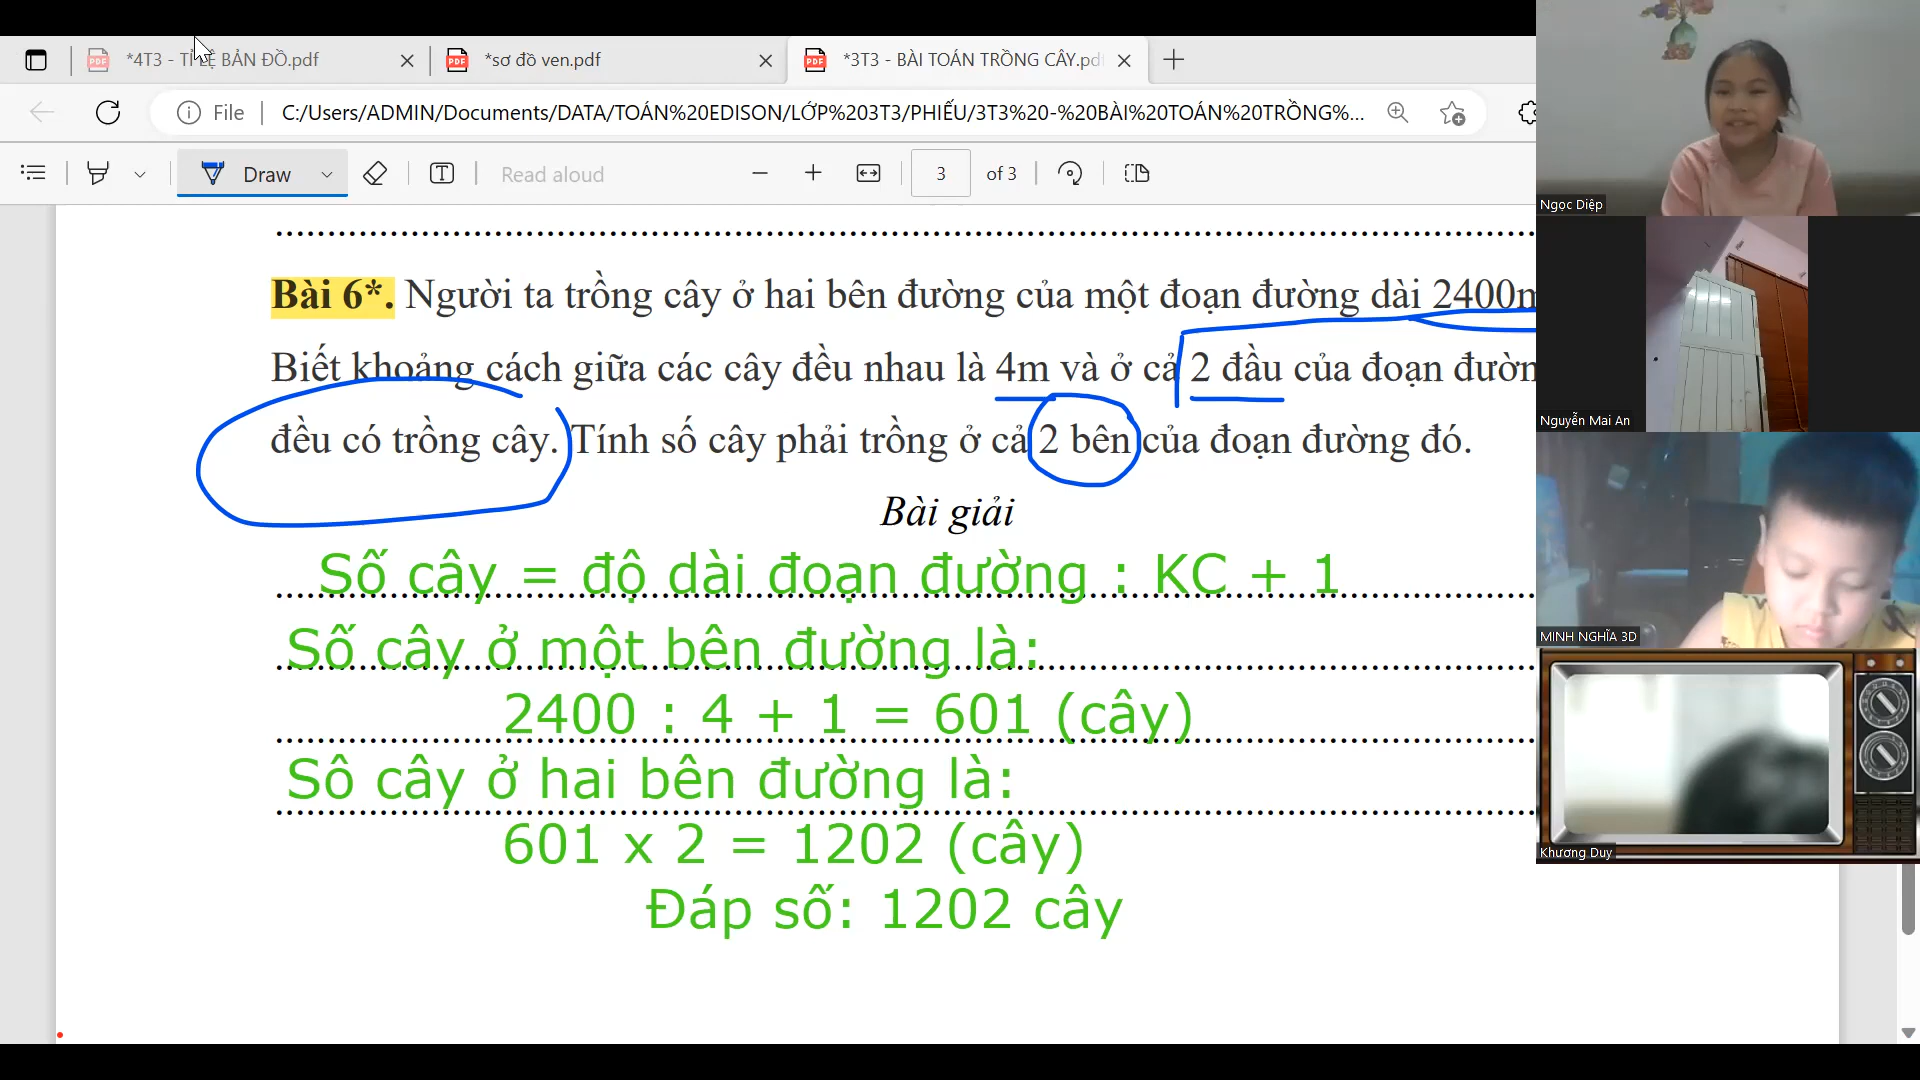 *4T3 - TỈ LỆ BẢN ĐỒ.pdf
*sơ đồ ven.pdf
*3T3 - BÀI TOÁN TRỒNG CÂY.pdf
File
C:/Users/ADMIN/Documents/DATA/TOÁN%20EDISON/LỚP%203T3/PHIẾU/3T3%20-%20BÀI%20TOÁN%20TRỒNG%...
Draw
Read aloud
3 of 3
Bài 6*. Người ta trồng cây ở hai bên đường của một đoạn đường dài 2400m
Biết khoảng cách giữa các cây đều nhau là 4m và ở cả 2 đầu của đoạn đườn
đều có trồng cây. Tính số cây phải trồng ở cả 2 bên của đoạn đường đó.
Bài giải
Số cây = độ dài đoạn đường : KC + 1
Số cây ở một bên đường là:
2400 : 4 + 1 = 601 (cây)
Sô cây ở hai bên đường là:
601 x 2 = 1202 (cây)
Đáp số: 1202 cây
Ngọc Diệp
Nguyễn Mai An
MINH NGHĨA 3D
Khương Duy